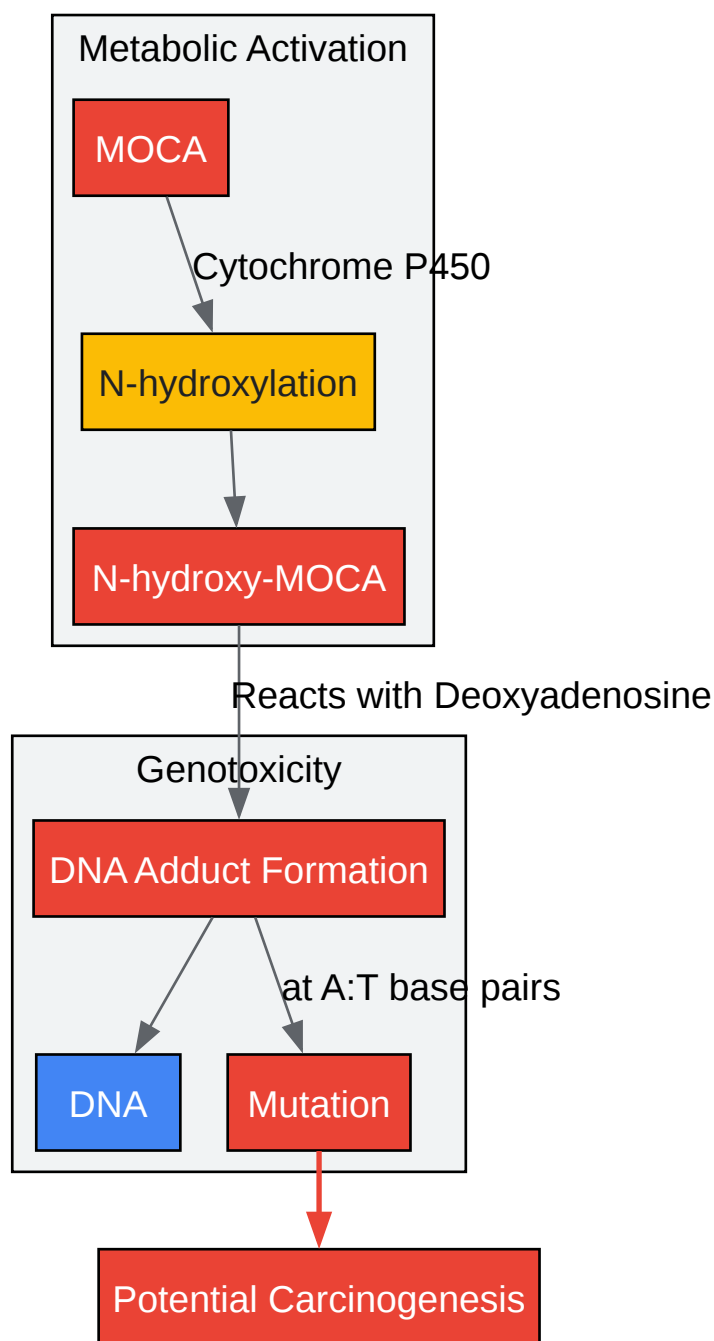 Metabolic Activation
MOCA
Cytochrome P450
N-hydroxylation
N-hydroxy-MOCA
Reacts with Deoxyadenosine
Genotoxicity
DNA Adduct Formation
at A:T base pairs
DNA
Mutation
Potential Carcinogenesis